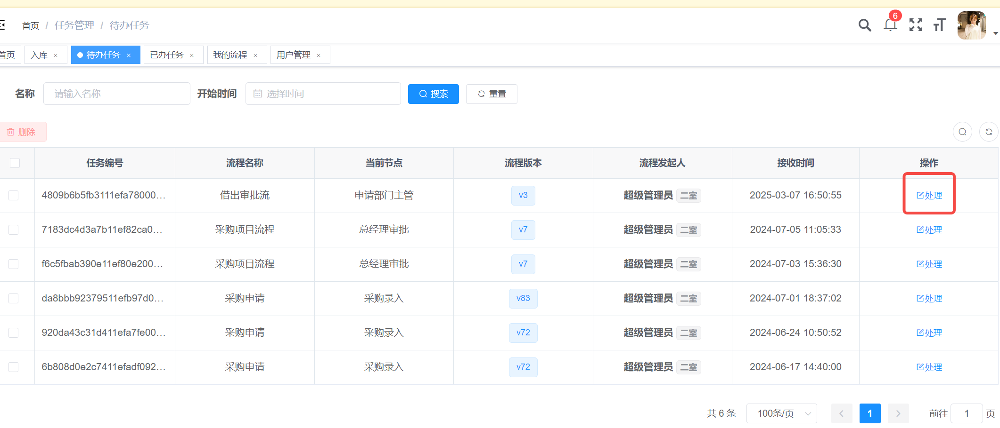 首页 / 任务管理 / 待办任务
6
首页
入库 ×
待办任务 ×
已办任务 ×
我的流程 ×
用户管理 ×
名称 请输入名称 开始时间 选择时间 搜索 重置
删除
任务编号 流程名称 当前节点 流程版本 流程发起人 接收时间 操作
4809b6b5fb3111efa78000... 借出审批流 申请部门主管 v3 超级管理员 二室 2025-03-07 16:50:55 处理
7183dc4d3a7b11ef82ca0... 采购项目流程 总经理审批 v7 超级管理员 二室 2024-07-05 11:05:33 处理
f6c5fbab390e11ef80e200... 采购项目流程 总经理审批 v7 超级管理员 二室 2024-07-03 15:36:30 处理
da8bbb92379511efb97d0... 采购申请 采购录入 v83 超级管理员 二室 2024-07-01 18:37:02 处理
920da43c31d411efa7fe00... 采购申请 采购录入 v72 超级管理员 二室 2024-06-24 10:50:52 处理
6b808d0e2c7411efadf092... 采购申请 采购录入 v72 超级管理员 二室 2024-06-17 14:40:00 处理
共 6 条 100条/页 1 前往 1 页